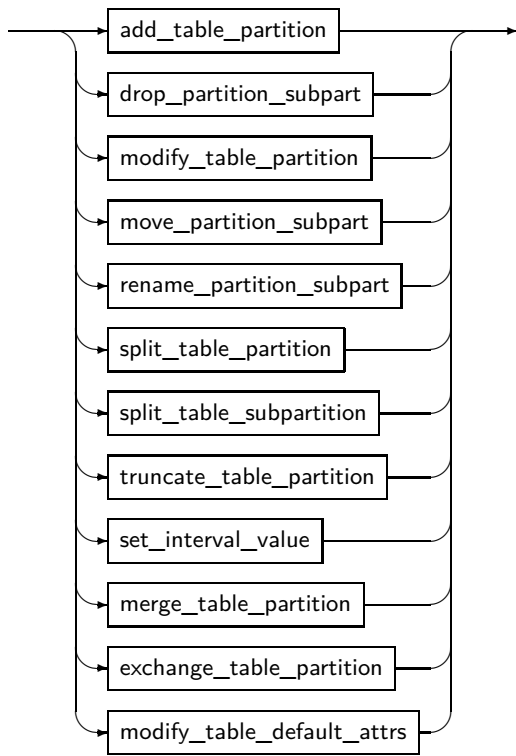 add_table_partition
drop_partition_subpart
modify_table_partition
move_partition_subpart
rename_partition_subpart
split_table_partition
split_table_subpartition
truncate_table_partition
set_interval_value
merge_table_partition
exchange_table_partition
modify_table_default_attrs